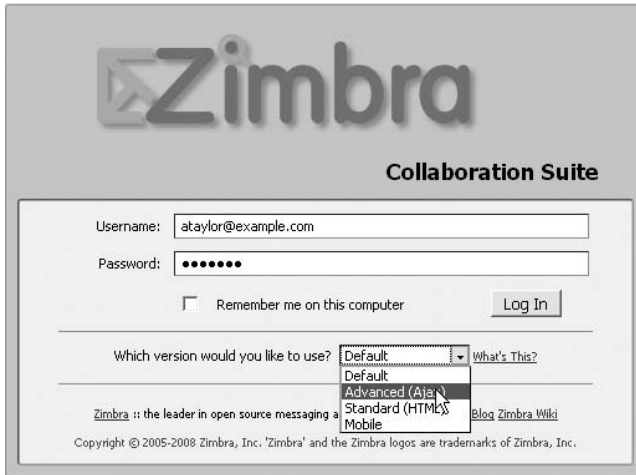 Zimbra
Collaboration Suite
Username: ataylor@example.com
Password: •••••••
Remember me on this computer Log In
Which version would you like to use? Default What's This?
Default
Advanced (Ajax)
Standard (HTML)
Mobile
Zimbra :: the leader in open source messaging a Blog Zimbra Wiki
Copyright © 2005-2008 Zimbra, Inc. 'Zimbra' and the Zimbra logos are trademarks of Zimbra, Inc.